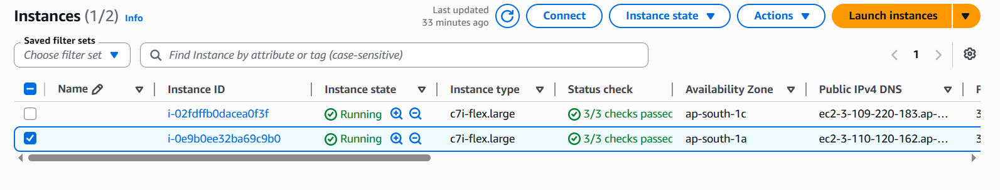 Instances (1/2) Info
Last updated
33 minutes ago
Connect
Instance state
Actions
Launch instances
Saved filter sets
Choose filter set
Find Instance by attribute or tag (case-sensitive)
1
Name Instance ID Instance state Instance type Status check Availability Zone Public IPv4 DNS P
i-02fdffb0dacea0f3f Running c7i-flex.large 3/3 checks passed ap-south-1c ec2-3-109-220-183.ap-... 3
i-0e9b0ee32ba69c9b0 Running c7i-flex.large 3/3 checks passed ap-south-1a ec2-3-110-120-162.ap-... 3